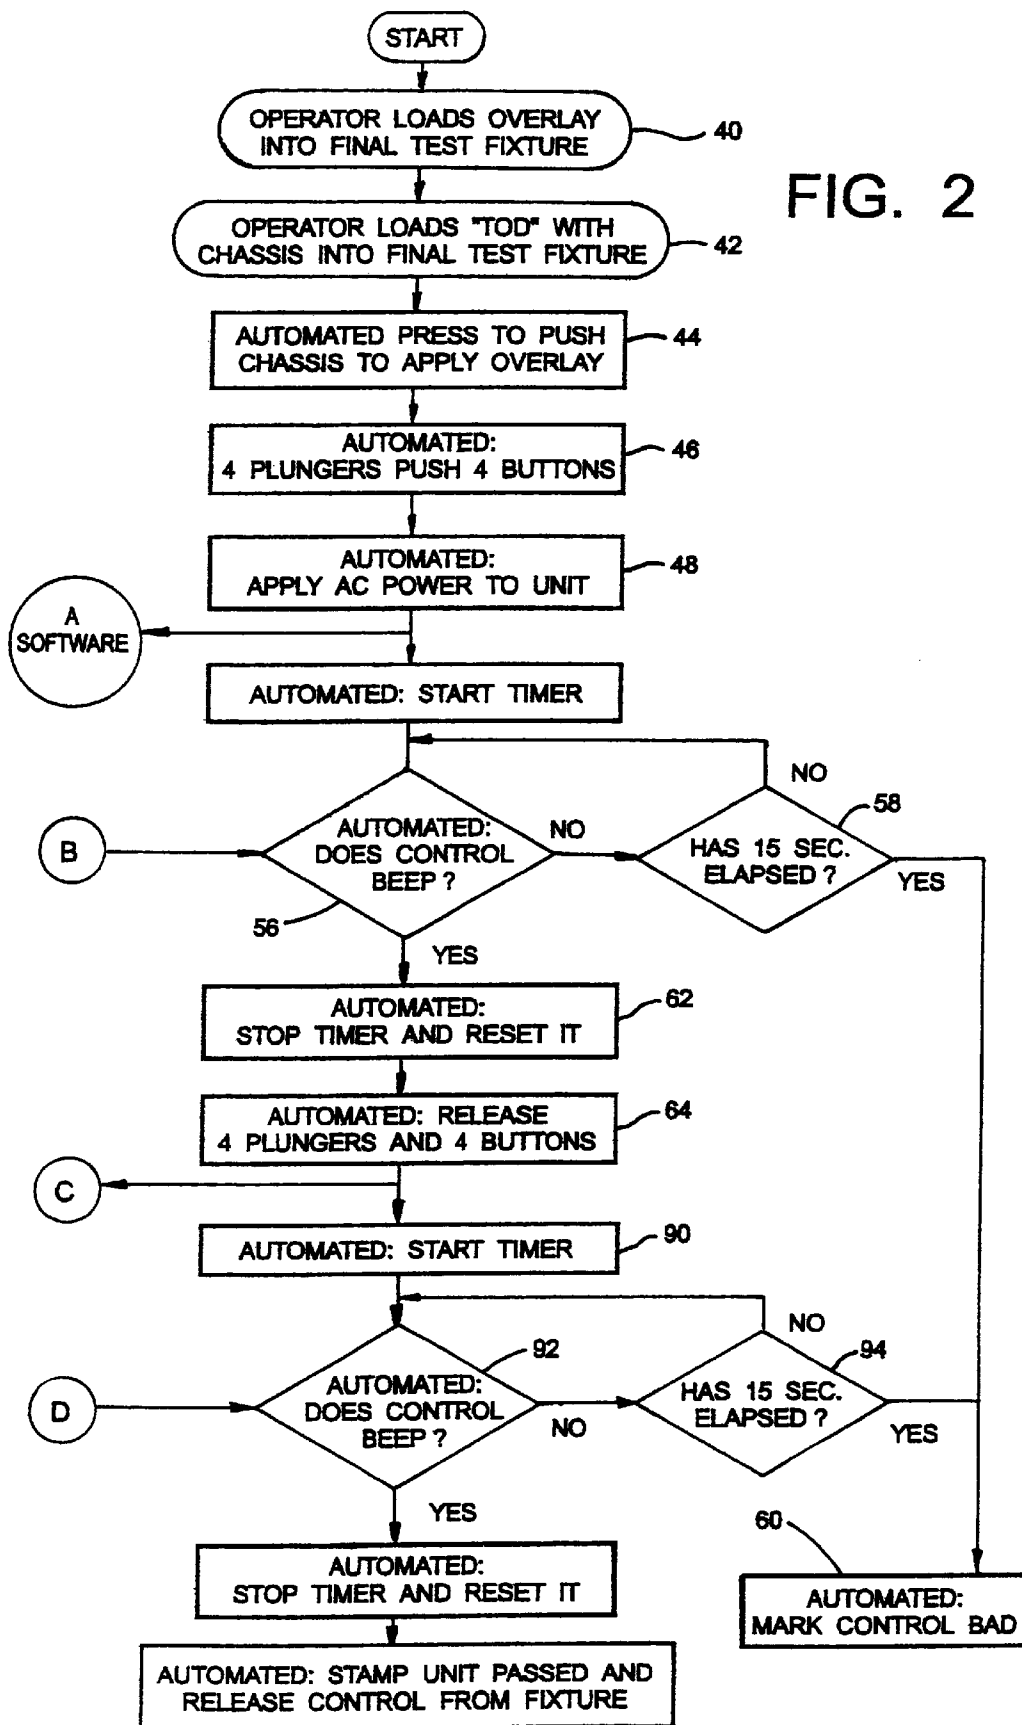 START
OPERATOR LOADS OVERLAY
INTO FINAL TEST FIXTURE
40
FIG. 2
OPERATOR LOADS "TOD" WITH
CHASSIS INTO FINAL TEST FIXTURE
42
AUTOMATED PRESS TO PUSH
CHASSIS TO APPLY OVERLAY
44
AUTOMATED:
4 PLUNGERS PUSH 4 BUTTONS
46
AUTOMATED:
APPLY AC POWER TO UNIT
48
A
SOFTWARE
AUTOMATED: START TIMER
NO
58
B
AUTOMATED:
DOES CONTROL
BEEP ?
NO
HAS 15 SEC.
ELAPSED ?
YES
56
YES
AUTOMATED:
STOP TIMER AND RESET IT
62
AUTOMATED: RELEASE
4 PLUNGERS AND 4 BUTTONS
64
C
AUTOMATED: START TIMER
90
NO
92
94
D
AUTOMATED:
DOES CONTROL
BEEP ?
NO
HAS 15 SEC.
ELAPSED ?
YES
YES
60
AUTOMATED:
STOP TIMER AND RESET IT
AUTOMATED:
MARK CONTROL BAD
AUTOMATED: STAMP UNIT PASSED AND
RELEASE CONTROL FROM FIXTURE